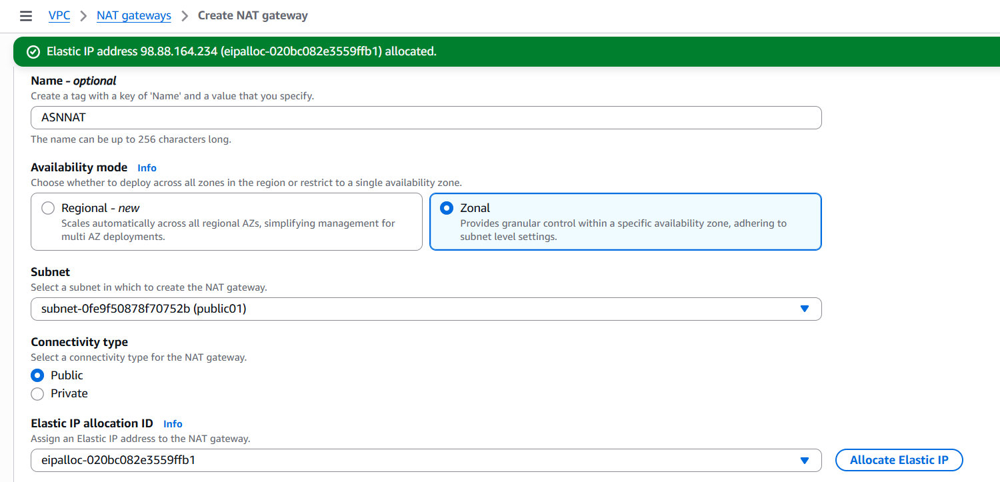 VPC > NAT gateways > Create NAT gateway
Elastic IP address 98.88.164.234 (eipalloc-020bc082e3559ffb1) allocated.
Name - optional
Create a tag with a key of 'Name' and a value that you specify.
ASNNAT
The name can be up to 256 characters long.
Availability mode Info
Choose whether to deploy across all zones in the region or restrict to a single availability zone.
Regional - new
Scales automatically across all regional AZs, simplifying management for
multi AZ deployments.
Zonal
Provides granular control within a specific availability zone, adhering to
subnet level settings.
Subnet
Select a subnet in which to create the NAT gateway.
subnet-0fe9f50878f70752b (public01)
Connectivity type
Select a connectivity type for the NAT gateway.
Public
Private
Elastic IP allocation ID Info
Assign an Elastic IP address to the NAT gateway.
eipalloc-020bc082e3559ffb1
Allocate Elastic IP